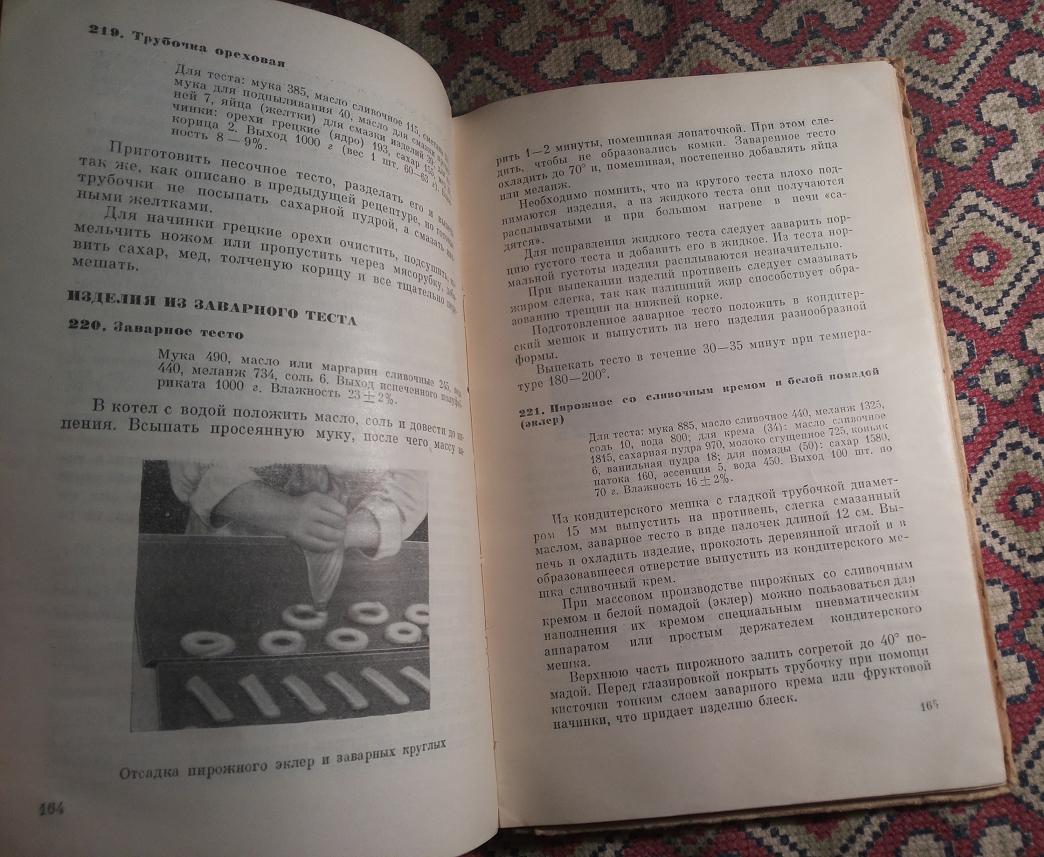 219. Трубочка ореховая
Для теста: мука 385, масло сливочное 115,
мука для подпыливания 40, масло для смазки
ней 7, яйца (желтки) для смазки изделий
чинки: орехи грецкие (ядро) 193, сахар
корица 2. Выход 1000 г (вес 1 шт. 60—
ность 8—9%.
Приготовить песочное тесто, разделать его и
так же, как описано в предыдущей рецептуре, но готовые
трубочки не посыпать сахарной пудрой, а смазать
ными желтками.
Для начинки грецкие орехи очистить, подсушить,
мельчить ножом или пропустить через мясорубку,
вить сахар, мед, толченую корицу и все тщательно
мешать.
ИЗДЕЛИЯ ИЗ ЗАВАРНОГО ТЕСТА
220. Заварное тесто
Мука 490, масло или маргарин сливочные
440, меланж 734, соль 6. Выход испеченного
риката 1000 г. Влажность 23±2%.
В котел с водой положить масло, соль и довести до
пения. Всыпать просеянную муку, после чего массу
Отсадка пирожного эклер и заварных круглых
164
рить 1—2 минуты, помешивая лопаточкой. При этом сле-
дить, чтобы не образовались комки. Заваренное тесто
охладить до 70° и, помешивая, постепенно добавлять яйца
или меланж.
Необходимо помнить, что из крутого теста плохо под-
нимаются изделия, а из жидкого теста они получаются
расплывчатыми и при большом нагреве в печи «са-
дятся».
Для исправления жидкого теста следует заварить пор-
цию густого теста и добавить его в жидкое. Из теста нор-
мальной густоты изделия расплываются незначительно.
При выпекании изделий противень следует смазывать
жиром слегка, так как излишний жир способствует обра-
зованию трещин на нижней корке.
Подготовленное заварное тесто положить в кондитер-
ский мешок и выпустить из него изделия разнообразной
формы.
Выпекать тесто в течение 30—35 минут при темпера-
туре 180—200°.
221. Пирожное со сливочным кремом и белой помадой
(эклер)
Для теста: мука 885, масло сливочное 440, меланж 1325,
соль 10, вода 800; для крема (34): масло сливочное
1815, сахарная пудра 970, молоко сгущенное 725, коньяк
6, ванильная пудра 18; для помады (50): сахар 1580,
патока 160, эссенция 5, вода 450. Выход 100 шт. по
70 г. Влажность 16±2%.
Из кондитерского мешка с гладкой трубочкой диамет-
ром 15 мм выпустить на противень, слегка смазанный
маслом, заварное тесто в виде палочек длиной 12 см. Вы-
печь и охладить изделие, проколоть деревянной иглой и в
образовавшееся отверстие выпустить из кондитерского ме-
шка сливочный крем.
При массовом производстве пирожных со сливочным
кремом и белой помадой (эклер) можно пользоваться для
наполнения их кремом специальным пневматическим
аппаратом или простым держателем кондитерского
мешка.
Верхнюю часть пирожного залить согретой до 40° по-
мадой. Перед глазировкой покрыть трубочку при помощи
кисточки тонким слоем заварного крема или фруктовой
начинки, что придает изделию блеск.
165